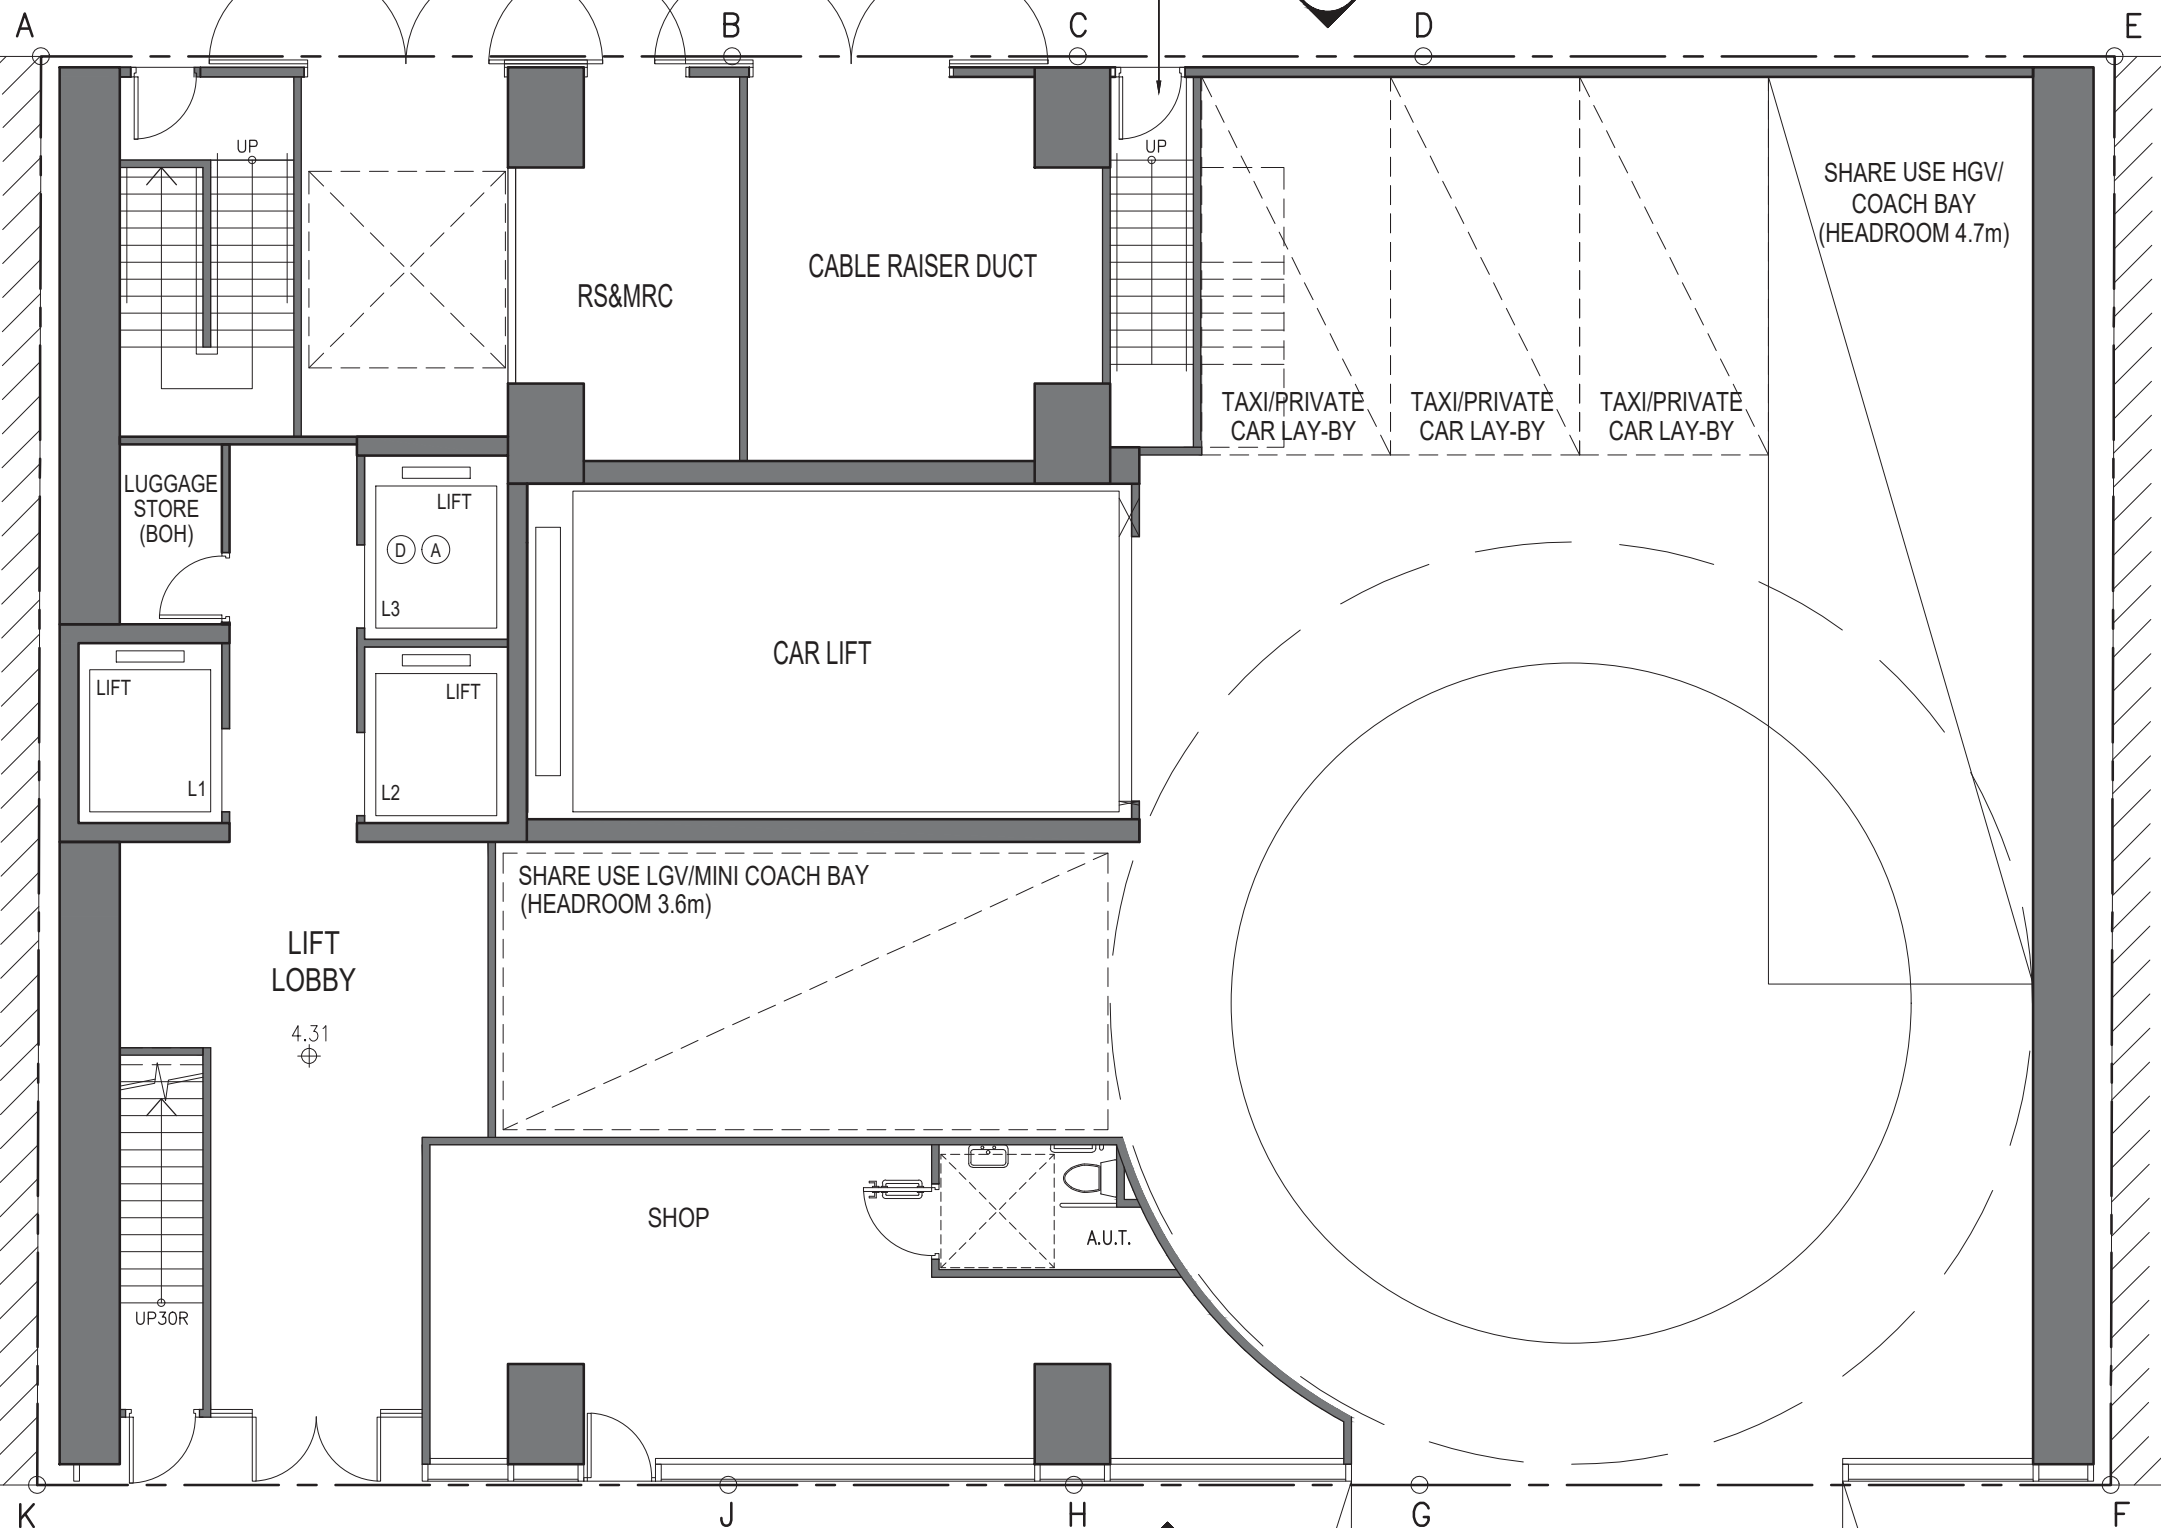 A
B
C
D
E
UP
UP
SHARE USE HGV/
COACH BAY
(HEADROOM 4.7m)
CABLE RAISER DUCT
RS&MRC
TAXI/PRIVATE
CAR LAY-BY
TAXI/PRIVATE
CAR LAY-BY
TAXI/PRIVATE
CAR LAY-BY
LUGGAGE
STORE
(BOH)
LIFT
D
A
L3
CAR LIFT
LIFT
L1
LIFT
L2
SHARE USE LGV/MINI COACH BAY
(HEADROOM 3.6m)
LIFT
LOBBY
4.31
SHOP
A.U.T.
UP30R
K
J
H
G
F